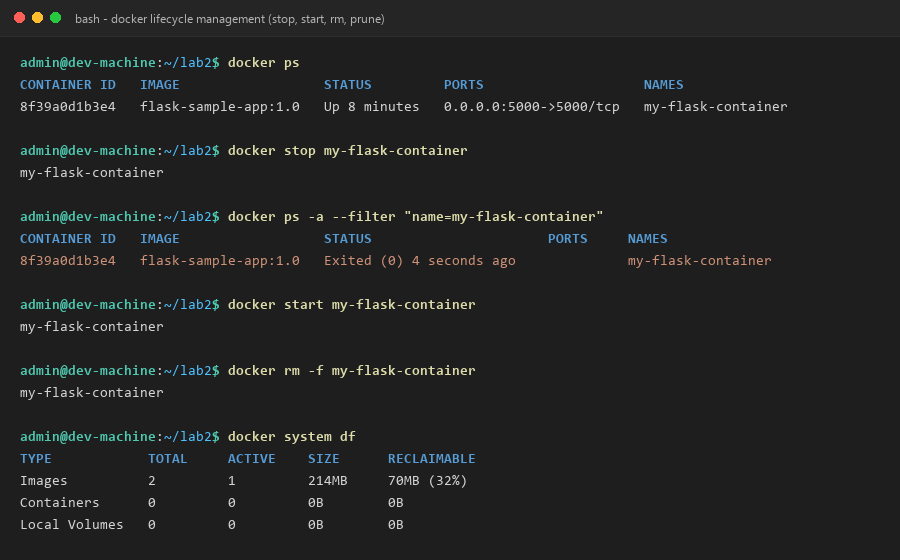 bash - docker lifecycle management (stop, start, rm, prune)
admin@dev-machine:~/lab2$ docker ps
CONTAINER ID   IMAGE                  STATUS         PORTS                    NAMES
8f39a0d1b3e4   flask-sample-app:1.0   Up 8 minutes   0.0.0.0:5000->5000/tcp   my-flask-container
admin@dev-machine:~/lab2$ docker stop my-flask-container
my-flask-container
admin@dev-machine:~/lab2$ docker ps -a --filter "name=my-flask-container"
CONTAINER ID   IMAGE                  STATUS                      PORTS     NAMES
8f39a0d1b3e4   flask-sample-app:1.0   Exited (0) 4 seconds ago              my-flask-container
admin@dev-machine:~/lab2$ docker start my-flask-container
my-flask-container
admin@dev-machine:~/lab2$ docker rm -f my-flask-container
my-flask-container
admin@dev-machine:~/lab2$ docker system df
TYPE            TOTAL     ACTIVE    SIZE      RECLAIMABLE
Images          2         1         214MB     70MB (32%)
Containers      0         0         0B        0B
Local Volumes   0         0         0B        0B